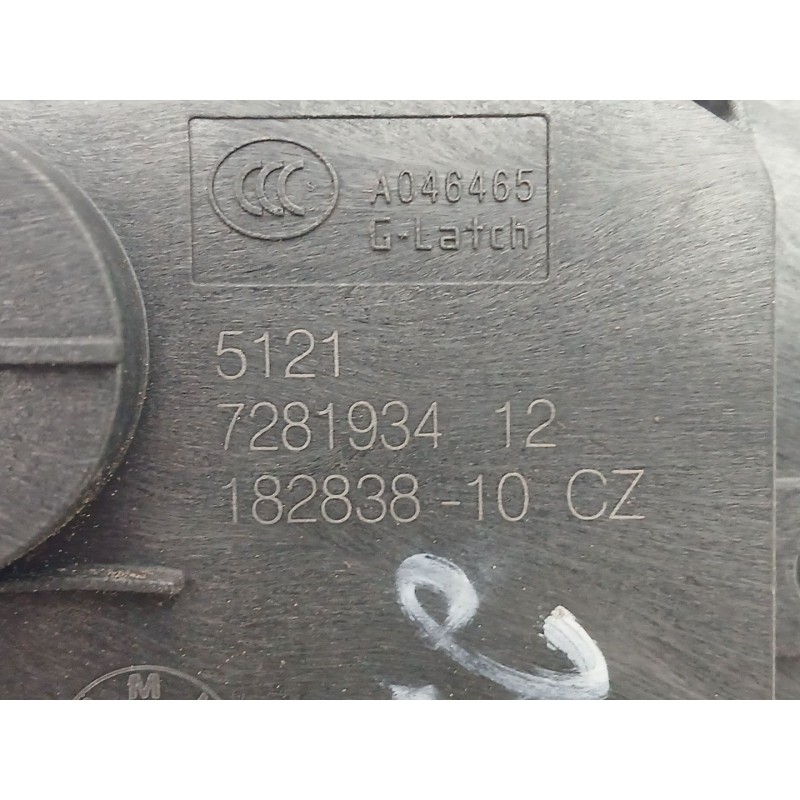 CCC S A046465
G-Latch
5121
7281934 12
182838-10 CZ
M